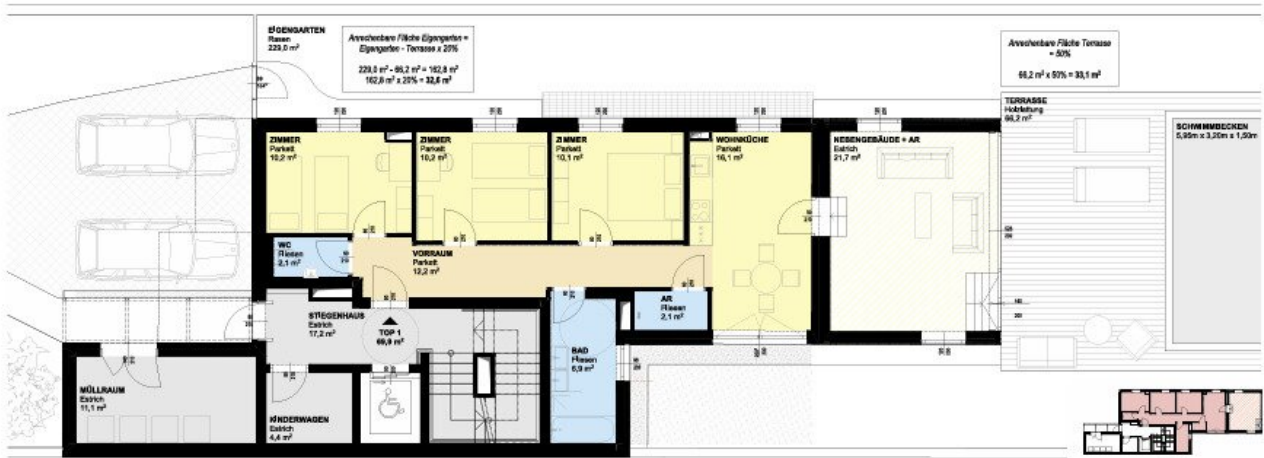 EIGENGARTEN
Rasen
229,0 m²
Anrechenbare Fläche Eigengarten =
Eigengarten - Terrasse x 20%
229,0 m² - 66,2 m² = 162,8 m²
162,8 m² x 20% = 32,6 m²
Anrechenbare Fläche Terrasse
= 50%
66,2 m² x 50% = 33,1 m²
TERRASSE
Holzlattung
66,2 m²
SCHWIMMBECKEN
5,95m x 3,20m x 1,50m
ZIMMER
Parkett
10,2 m²
ZIMMER
Parkett
10,2 m²
ZIMMER
Parkett
10,1 m²
WOHNKÜCHE
Parkett
16,1 m²
NEBENGEBÄUDE + AR
Estrich
21,7 m²
WC
Fliesen
2,1 m²
VORRAUM
Parkett
12,2 m²
AR
Fliesen
2,1 m²
STIEGENHAUS
Estrich
17,2 m²
TOP 1
69,9 m²
BAD
Fliesen
6,9 m²
MÜLLRAUM
Estrich
11,1 m²
KINDERWAGEN
Estrich
4,4 m²